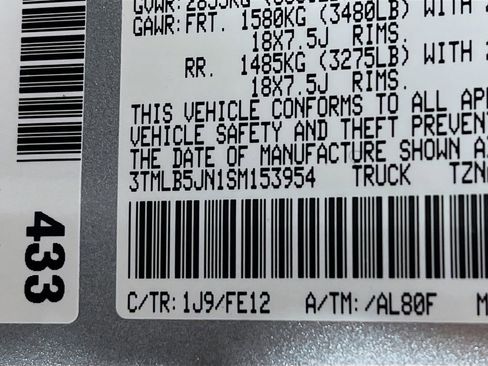 GAWR:FRT. 1580KG (3480LB) WITH
18X7.5J RIMS.
RR. 1485KG (3275LB) WITH
18X7.5J RIMS.
THIS VEHICLE CONFORMS TO ALL
VEHICLE SAFETY AND THEFT
THE DATE OF MANUFACTURE SHOWN
3TMLB5JN1SM153954 TRUCK
C/TR:1J9/FE12 A/TM:/AL80F
433